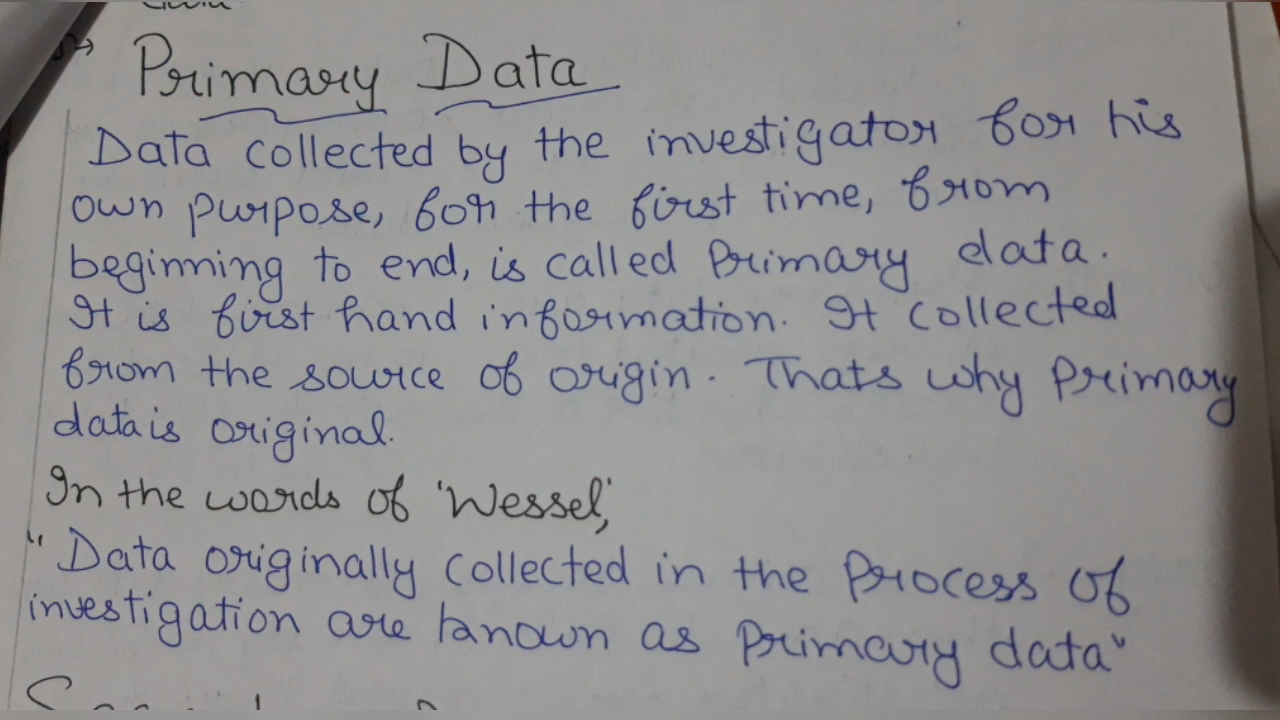 Primary Data
Data collected by the investigator for his
own purpose, for the first time, from
beginning to end, is called Primary data.
It is first hand information. It collected
from the source of origin. Thats why Primary
data is original.
In the words of 'Wessel',
"Data originally collected in the Process of
investigation are known as Primary data"